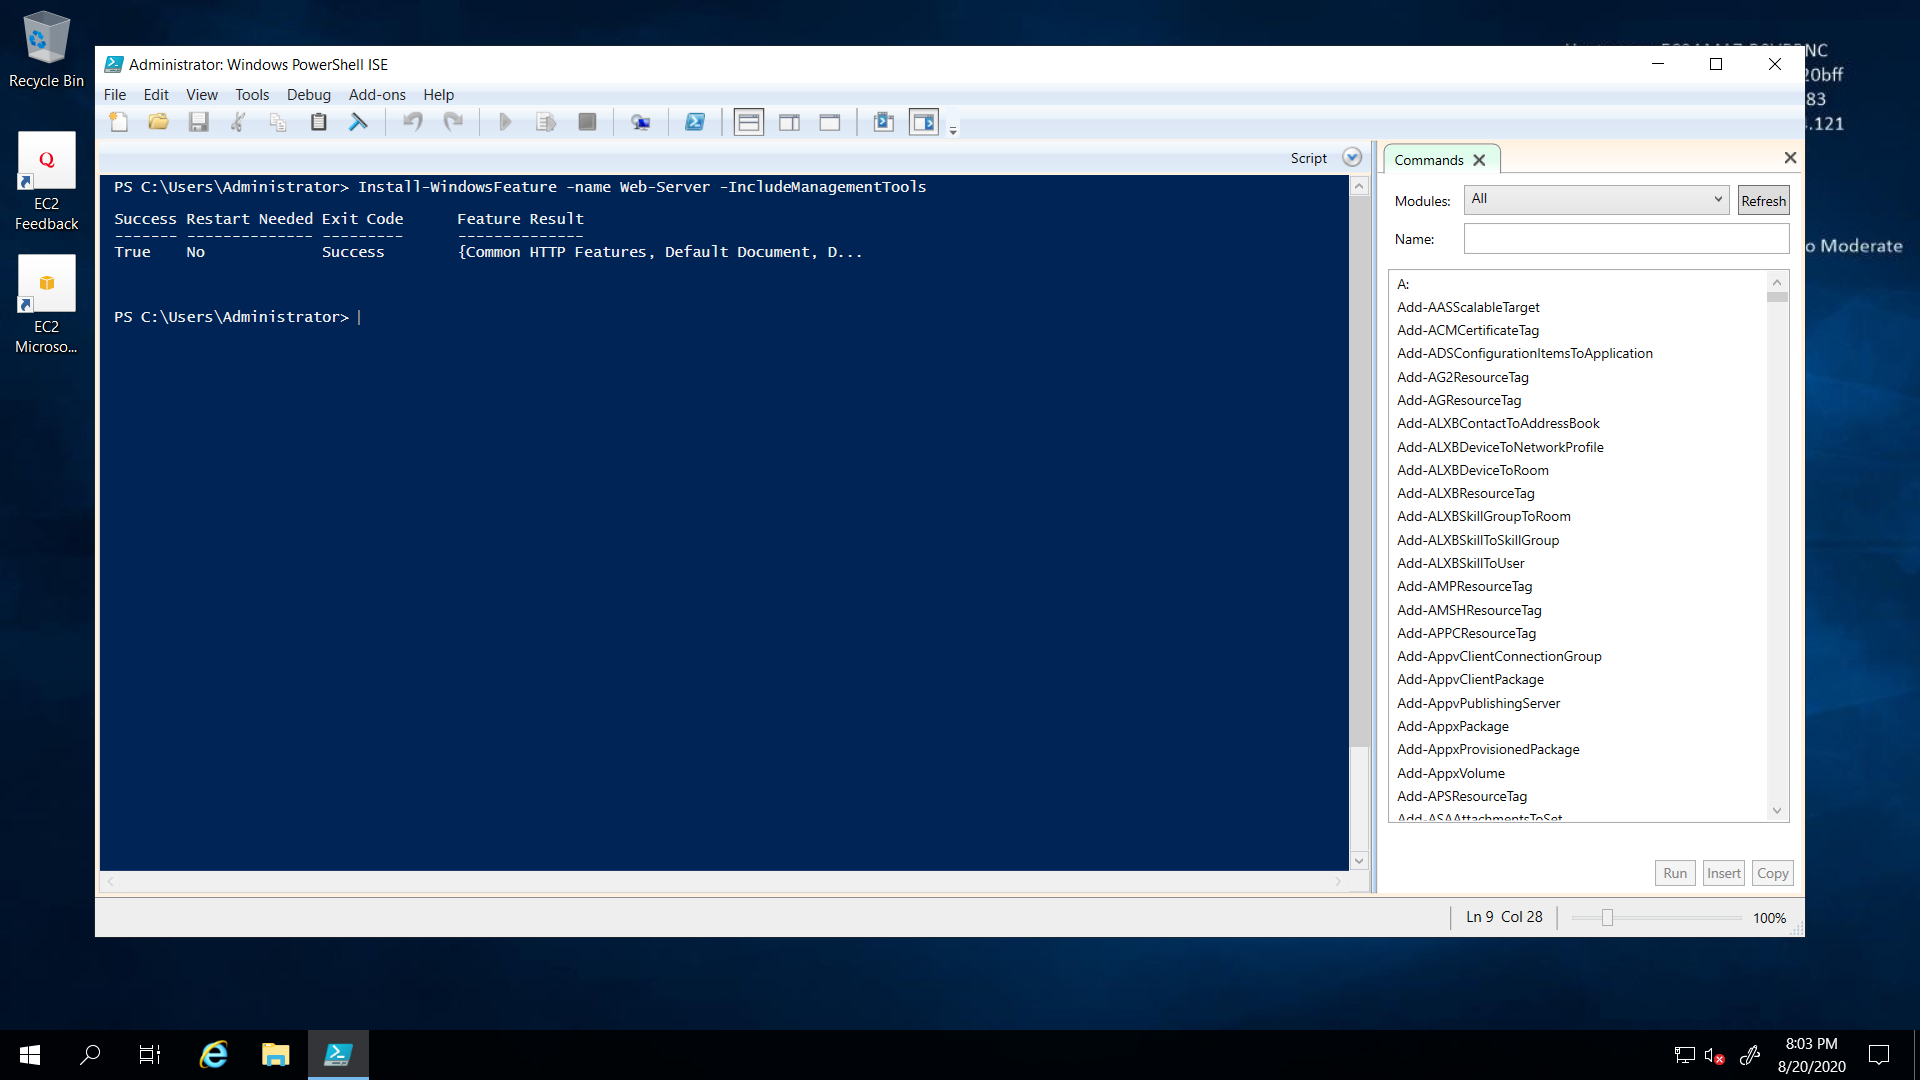 Recycle Bin
EC2
Feedback
EC2
Microso...
Administrator: Windows PowerShell ISE
File Edit View Tools Debug Add-ons Help
Script
PS C:\Users\Administrator> Install-WindowsFeature -name Web-Server -IncludeManagementTools
Success Restart Needed Exit Code Feature Result
------- -------------- --------- --------------
True No Success {Common HTTP Features, Default Document, D...
PS C:\Users\Administrator>
Commands
Modules: All Refresh
Name:
A:
Add-AASScalableTarget
Add-ACMCertificateTag
Add-ADSConfigurationItemsToApplication
Add-AG2ResourceTag
Add-AGResourceTag
Add-ALXBContactToAddressBook
Add-ALXBDeviceToNetworkProfile
Add-ALXBDeviceToRoom
Add-ALXBResourceTag
Add-ALXBSkillGroupToRoom
Add-ALXBSkillToSkillGroup
Add-ALXBSkillToUser
Add-AMPResourceTag
Add-AMSHResourceTag
Add-APPCResourceTag
Add-AppvClientConnectionGroup
Add-AppvClientPackage
Add-AppvPublishingServer
Add-AppxPackage
Add-AppxProvisionedPackage
Add-AppxVolume
Add-APSResourceTag
Add-ASAAttachmentsToSet
Run Insert Copy
Ln 9 Col 28
100%
20bff
83
.121
o Moderate
8:03 PM
8/20/2020